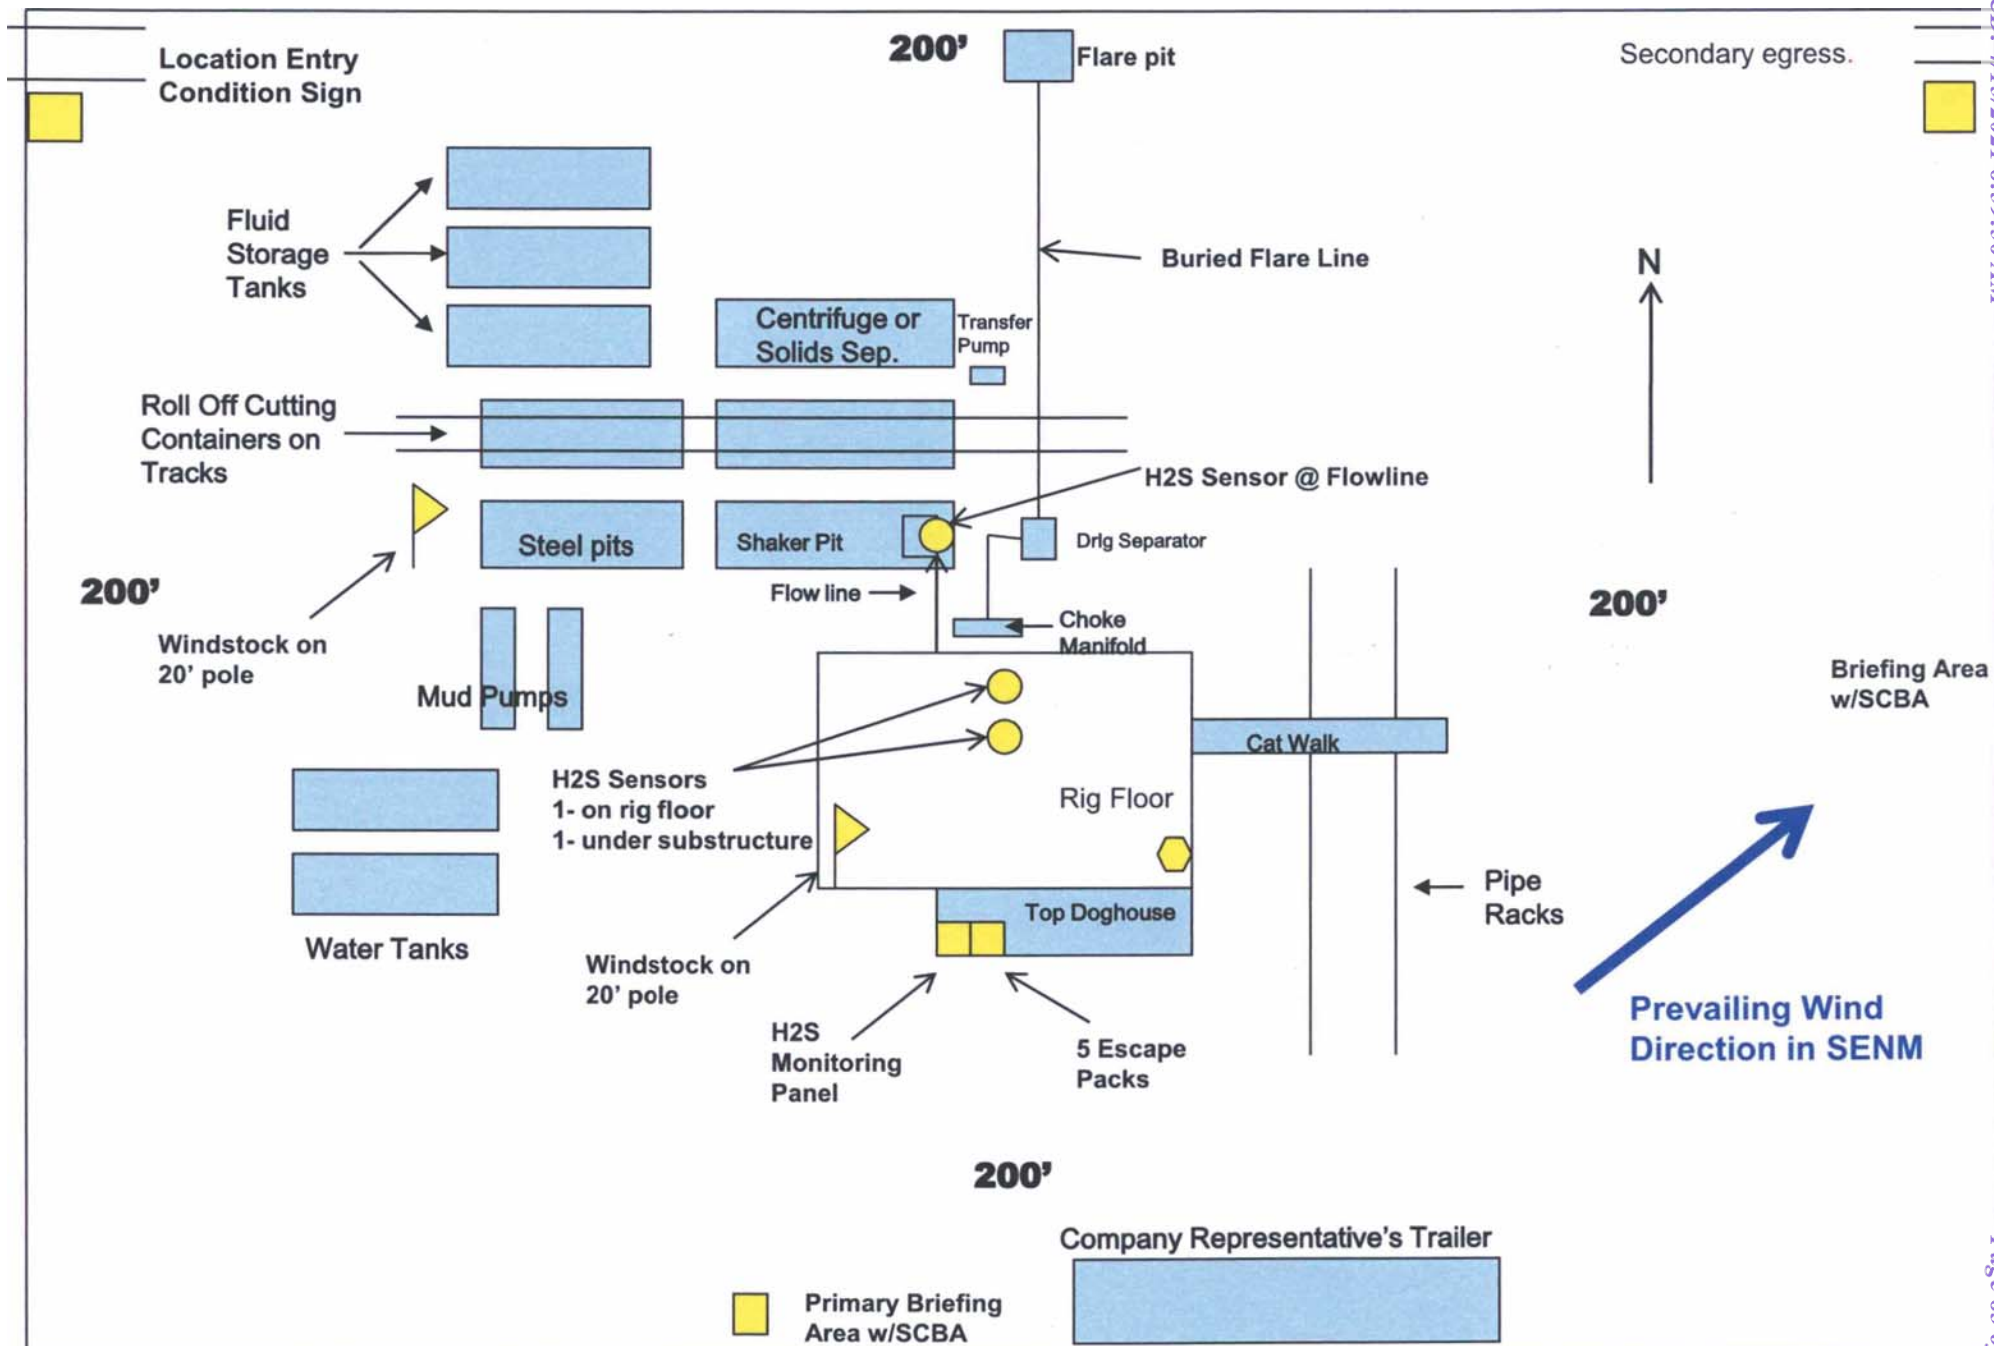 Location Entry
Condition Sign
200’
Flare pit
Secondary egress.
Fluid
Storage
Tanks
Buried Flare Line
N
Centrifuge or
Solids Sep.
Transfer
Pump
Roll Off Cutting
Containers on
Tracks
H2S Sensor @ Flowline
Steel pits
Shaker Pit
Drlg Separator
200’
Flow line
200’
Choke
Manifold
Windstock on
20’ pole
Briefing Area
w/SCBA
Mud Pumps
Cat Walk
H2S Sensors
1- on rig floor
1- under substructure
Rig Floor
Pipe
Racks
Top Doghouse
Water Tanks
Windstock on
20’ pole
Prevailing Wind
Direction in SENM
H2S
Monitoring
Panel
5 Escape
Packs
200’
Company Representative’s Trailer
Primary Briefing
Area w/SCBA